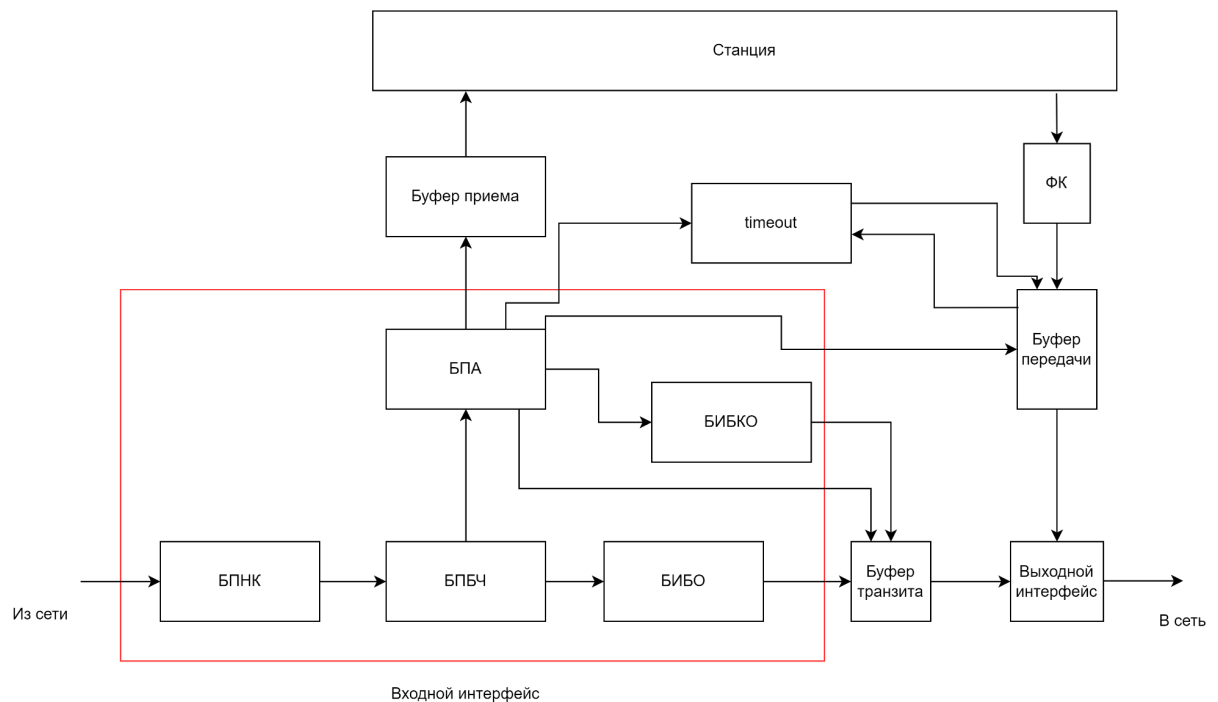 Станция
Буфер приема
timeout
ФК
БПА
Буфер
передачи
БИБКО
БПНК
БПБЧ
БИБО
Буфер
транзита
Выходной
интерфейс
Из сети
В сеть
Входной интерфейс